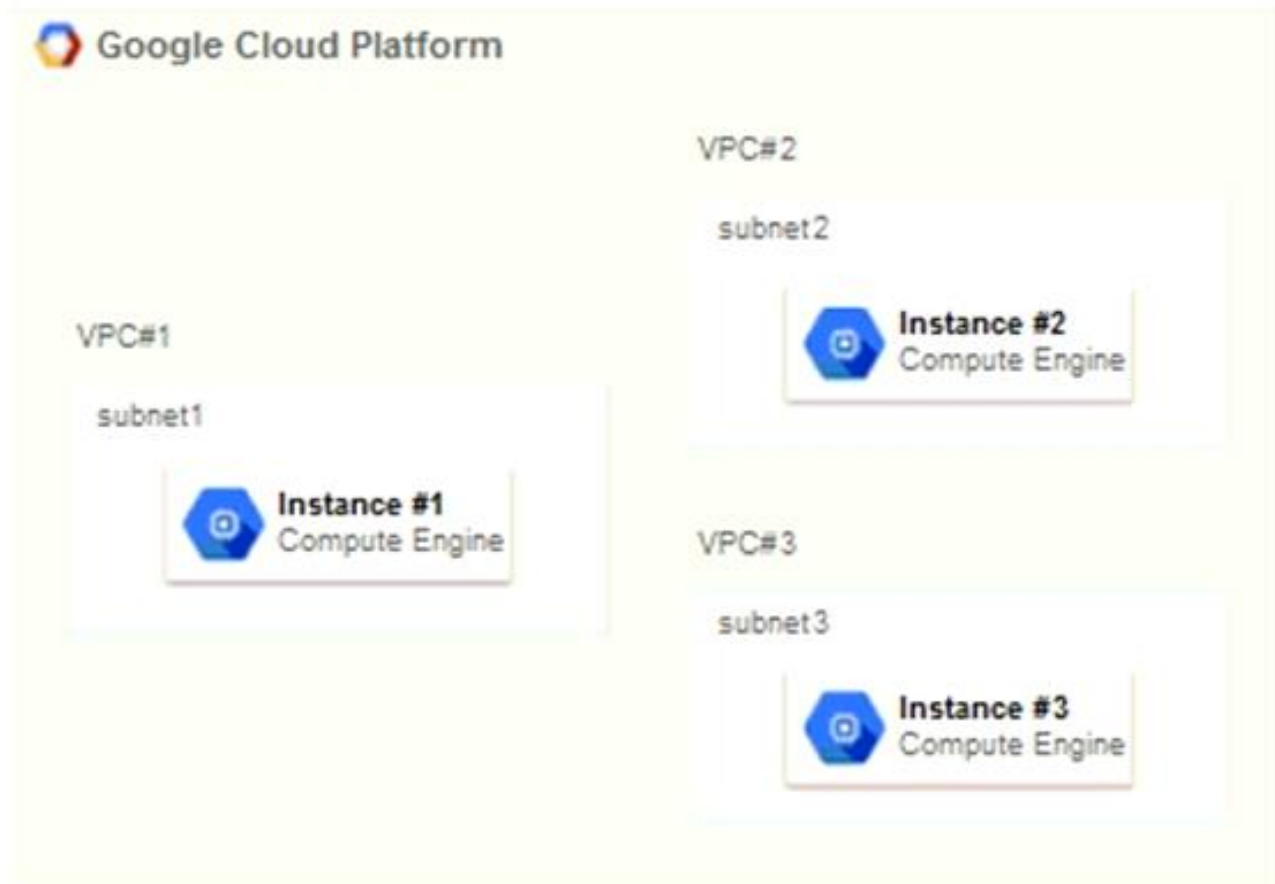 Google Cloud Platform
VPC#2
subnet2
Instance #2
Compute Engine
VPC#1
subnet1
Instance #1
Compute Engine
VPC#3
subnet3
Instance #3
Compute Engine